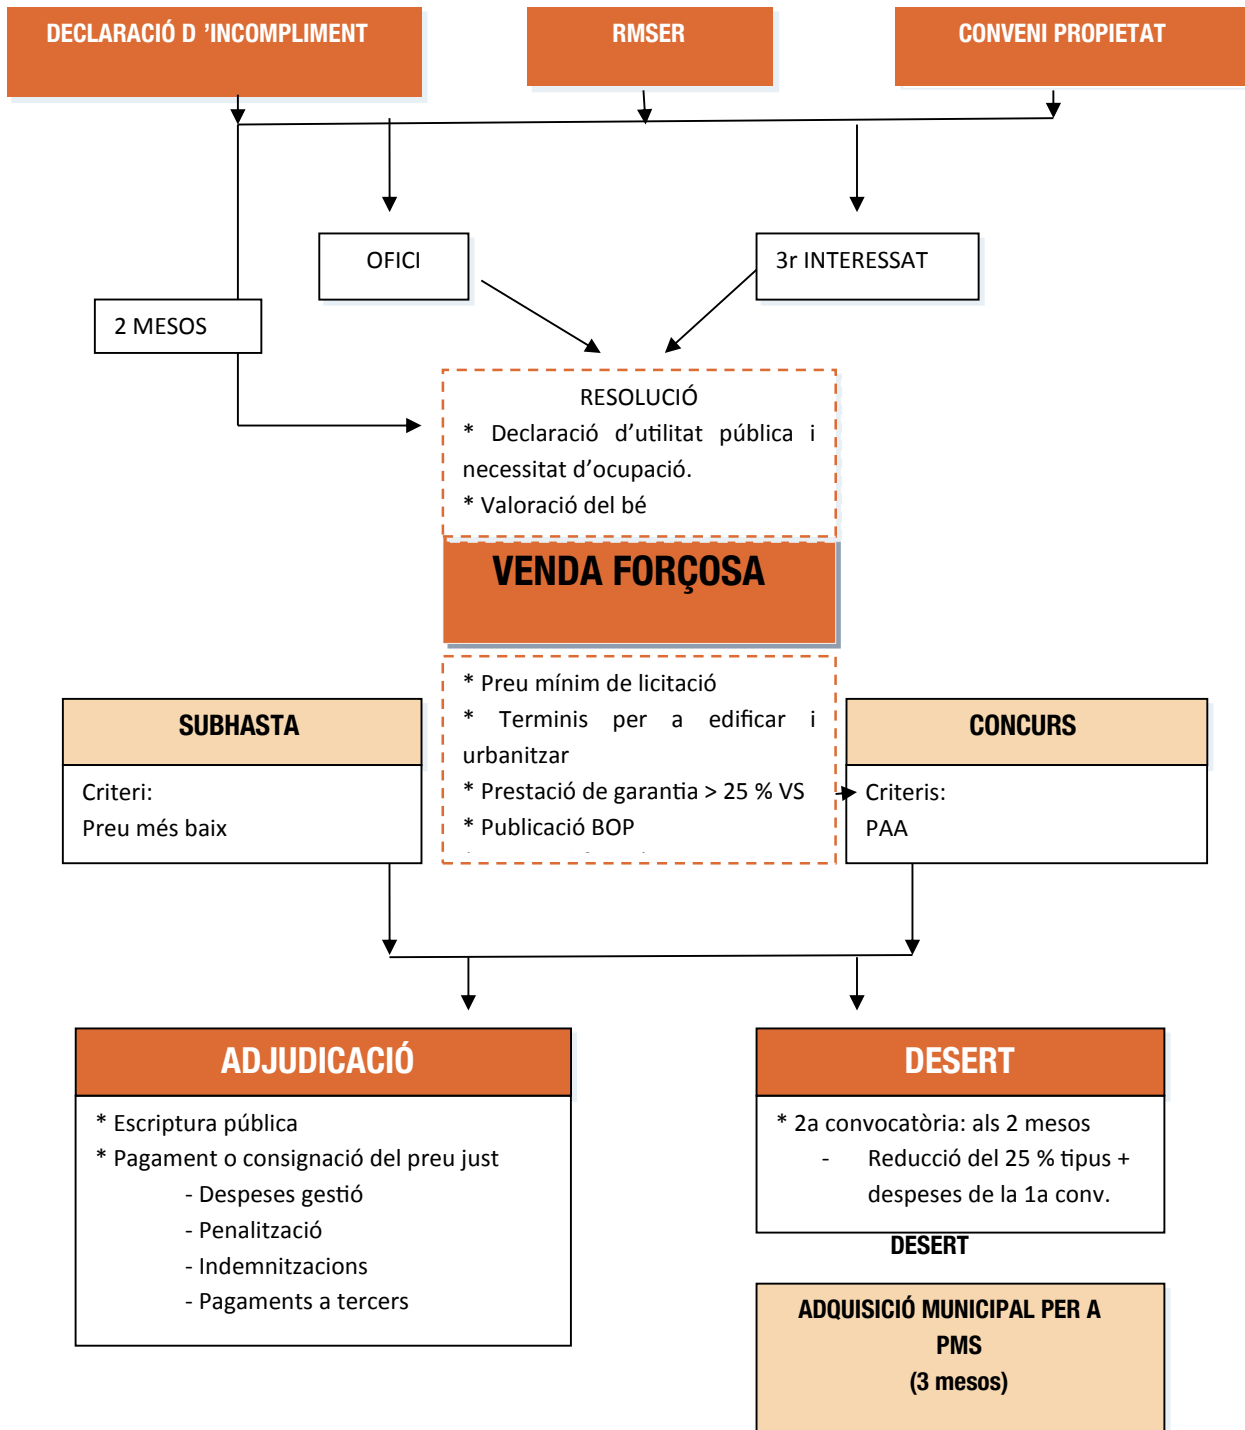 DECLARACIÓ D ’INCOMPLIMENT
RMSER
CONVENI PROPIETAT
OFICI
3r INTERESSAT
2 MESOS
RESOLUCIÓ
* Declaració d’utilitat pública i
necessitat d’ocupació.
* Valoració del bé
VENDA FORÇOSA
* Preu mínim de licitació
* Terminis per a edificar i
urbanitzar
* Prestació de garantia > 25 % VS
* Publicació BOP
SUBHASTA
Criteri:
Preu més baix
CONCURS
Criteris:
PAA
ADJUDICACIÓ
* Escriptura pública
* Pagament o consignació del preu just
- Despeses gestió
- Penalització
- Indemnitzacions
- Pagaments a tercers
DESERT
* 2a convocatòria: als 2 mesos
- Reducció del 25 % tipus +
despeses de la 1a conv.
DESERT
ADQUISICIÓ MUNICIPAL PER A
PMS
(3 mesos)